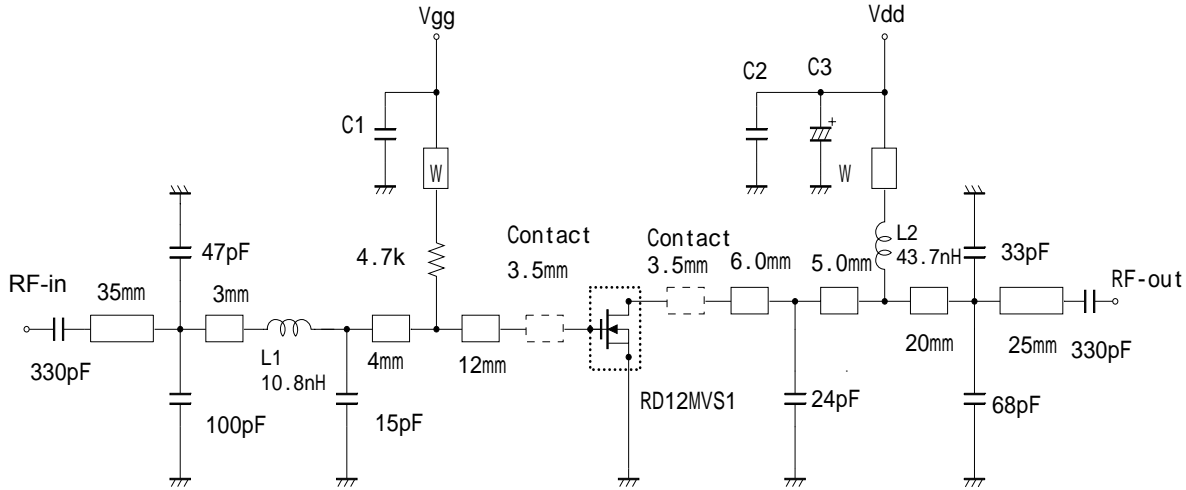 Vgg
Vdd
C2
C3
+
C1
W
W
47pF
4.7k
Contact
3.5mm
Contact
3.5mm
6.0mm
5.0mm
L2
43.7nH
33pF
RF-in
35mm
3mm
RF-out
330pF
L1
10.8nH
4mm
12mm
20mm
25mm
330pF
100pF
15pF
RD12MVS1
24pF
68pF